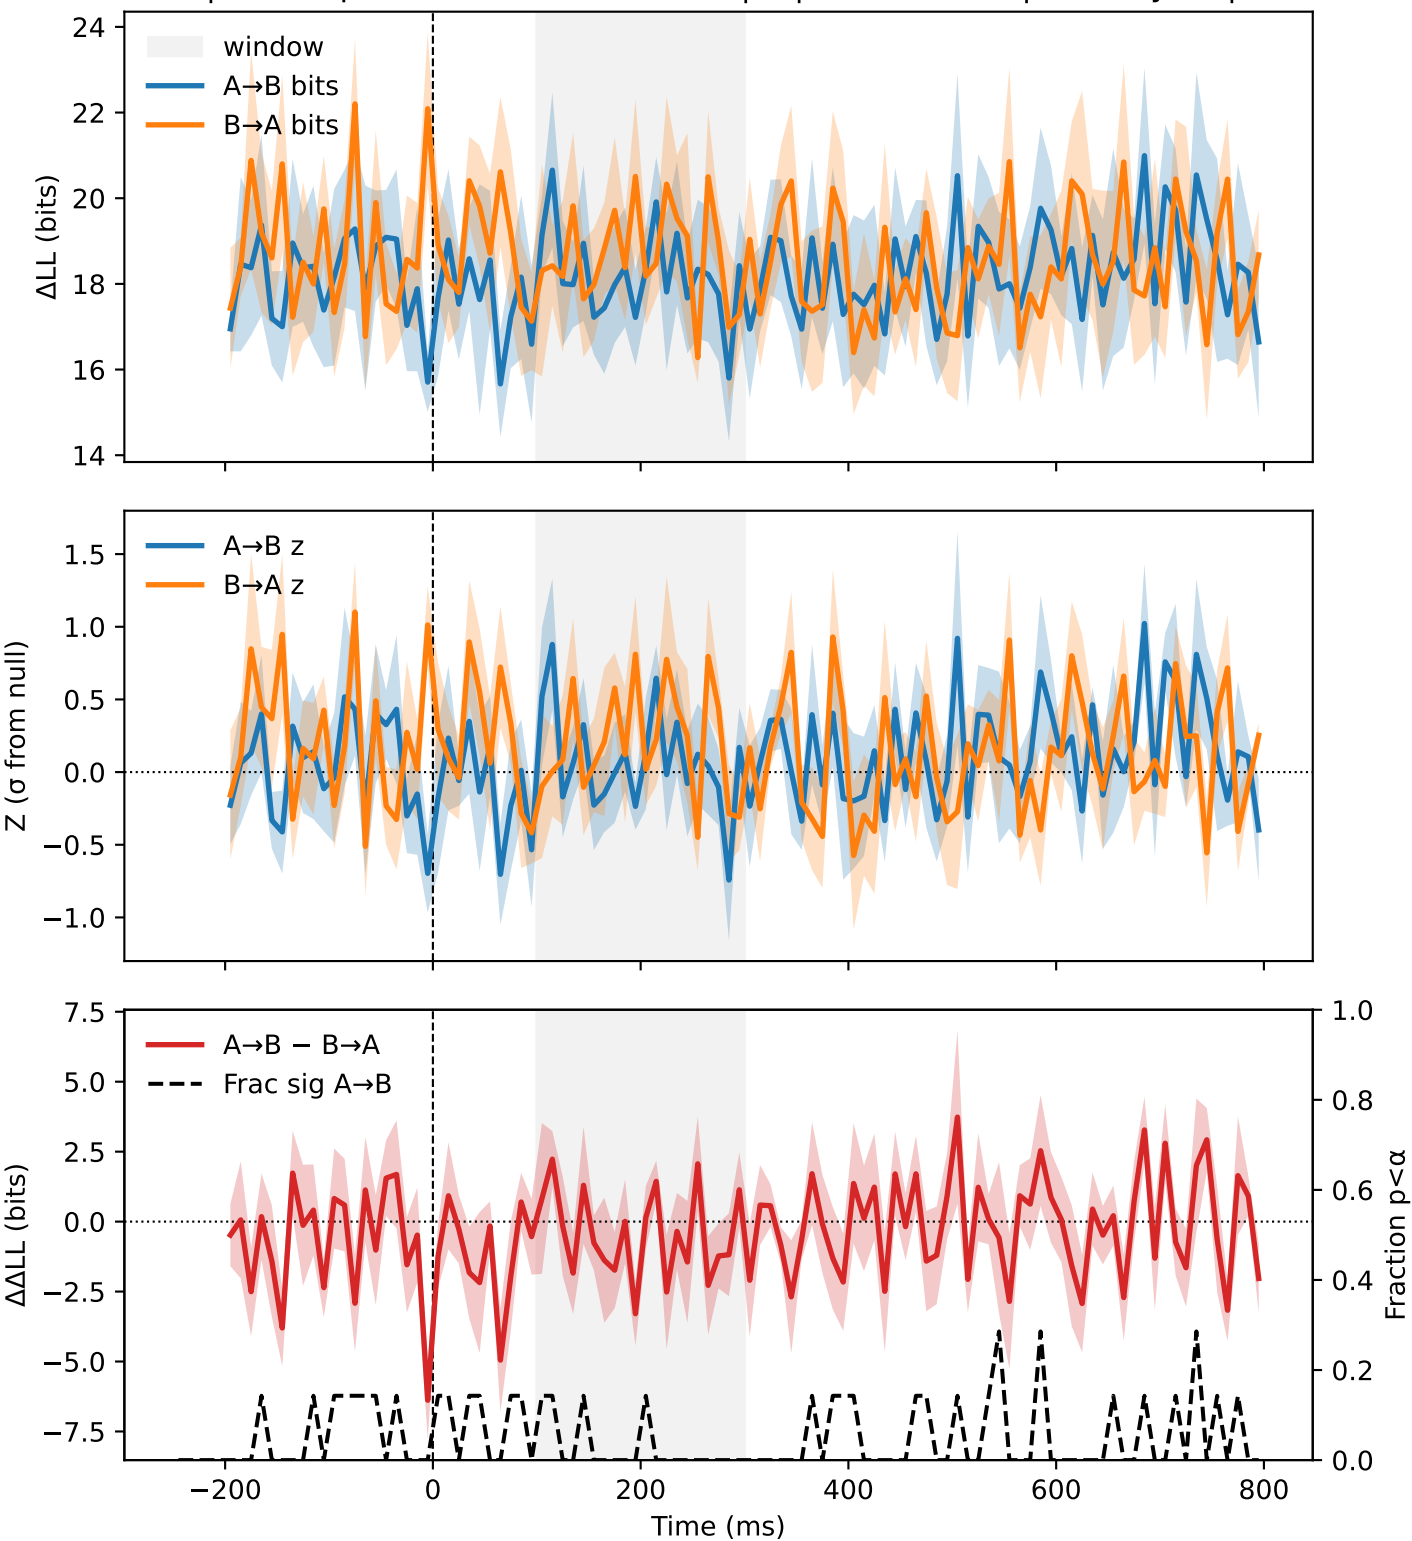 24
22
20
18
16
14
ΔLL (bits)
window
A→B bits
B→A bits
1.5
1.0
0.5
0.0
−0.5
−1.0
Z (σ from null)
A→B z
B→A z
7.5
5.0
2.5
0.0
−2.5
−5.0
−7.5
ΔΔLL (bits)
A→B − B→A
Frac sig A→B
1.0
0.8
0.6
0.4
0.2
0.0
Fraction p<α
−200 0 200 400 600 800
Time (ms)